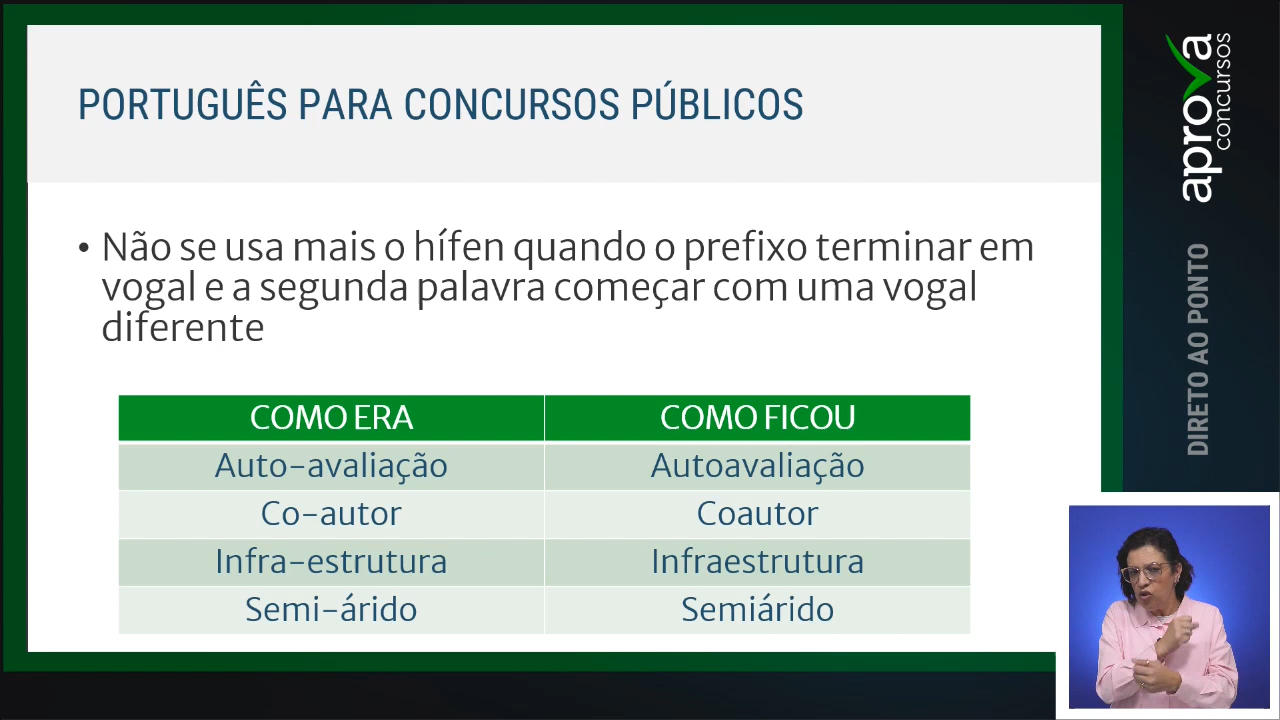 PORTUGUÊS PARA CONCURSOS PÚBLICOS
• Não se usa mais o hífen quando o prefixo terminar em
vogal e a segunda palavra começar com uma vogal
diferente
COMO ERA COMO FICOU
Auto-avaliação Autoavaliação
Co-autor Coautor
Infra-estrutura Infraestrutura
Semi-árido Semiárido
aprova
concursos
DIRETO AO PONTO